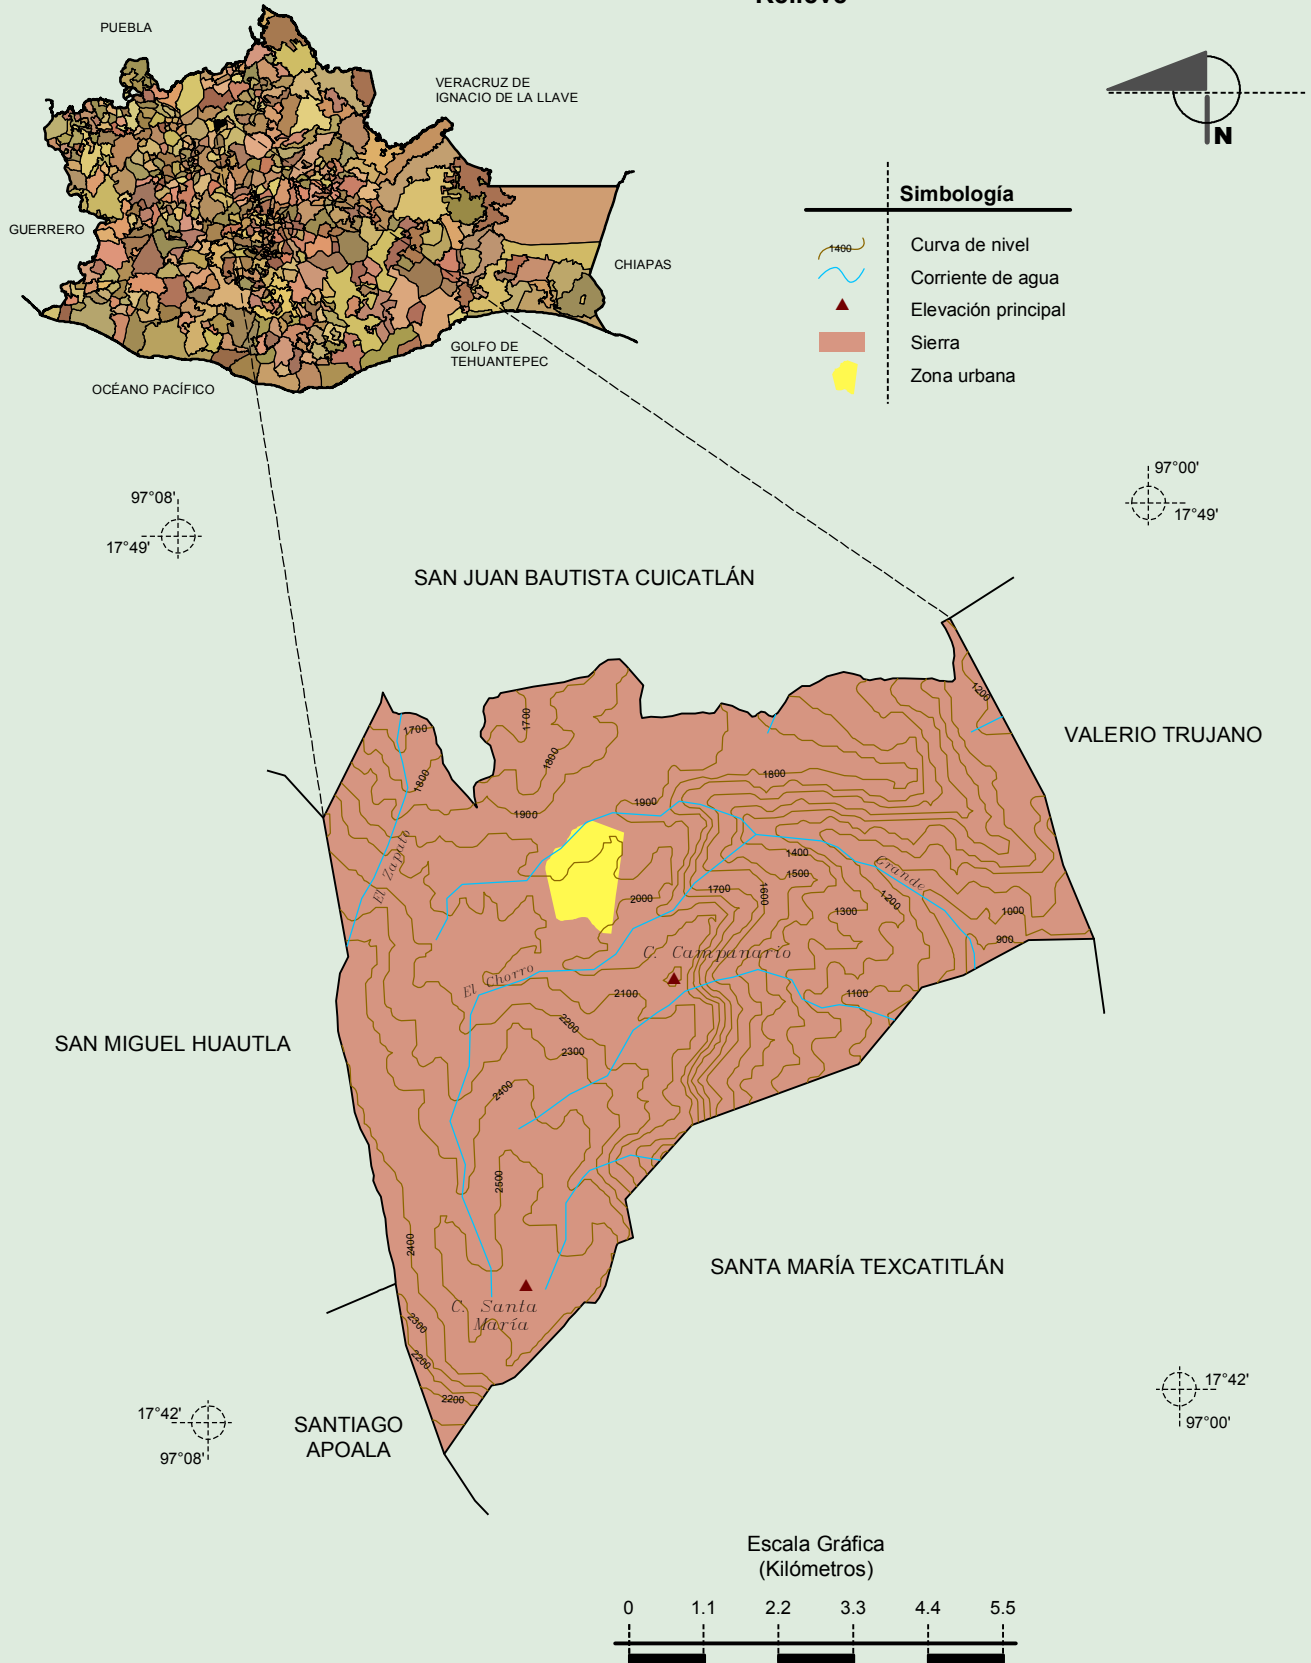 Relieve
PUEBLA
VERACRUZ DE
IGNACIO DE LA LLAVE
GUERRERO
CHIAPAS
GOLFO DE
TEHUANTEPEC
OCÉANO PACÍFICO
N
Simbología
1400
Curva de nivel
Corriente de agua
Elevación principal
Sierra
Zona urbana
97°08'
17°49'
97°00'
17°49'
SAN JUAN BAUTISTA CUICATLÁN
VALERIO TRUJANO
SAN MIGUEL HUAUTLA
SANTA MARÍA TEXCATITLÁN
SANTIAGO
APOALA
1200
1700
1700
1800
1800
1800
1900
1900
El Zapato
1400
1500
Grande
1200
1600
1700
2000
1300
1000
900
C. Campanario
El Chorro
2100
1100
2200
2300
2400
2500
2400
C. Santa
María
2300
2200
2200
17°42'
97°08'
17°42'
97°00'
Escala Gráfica
(Kilómetros)
0 1.1 2.2 3.3 4.4 5.5